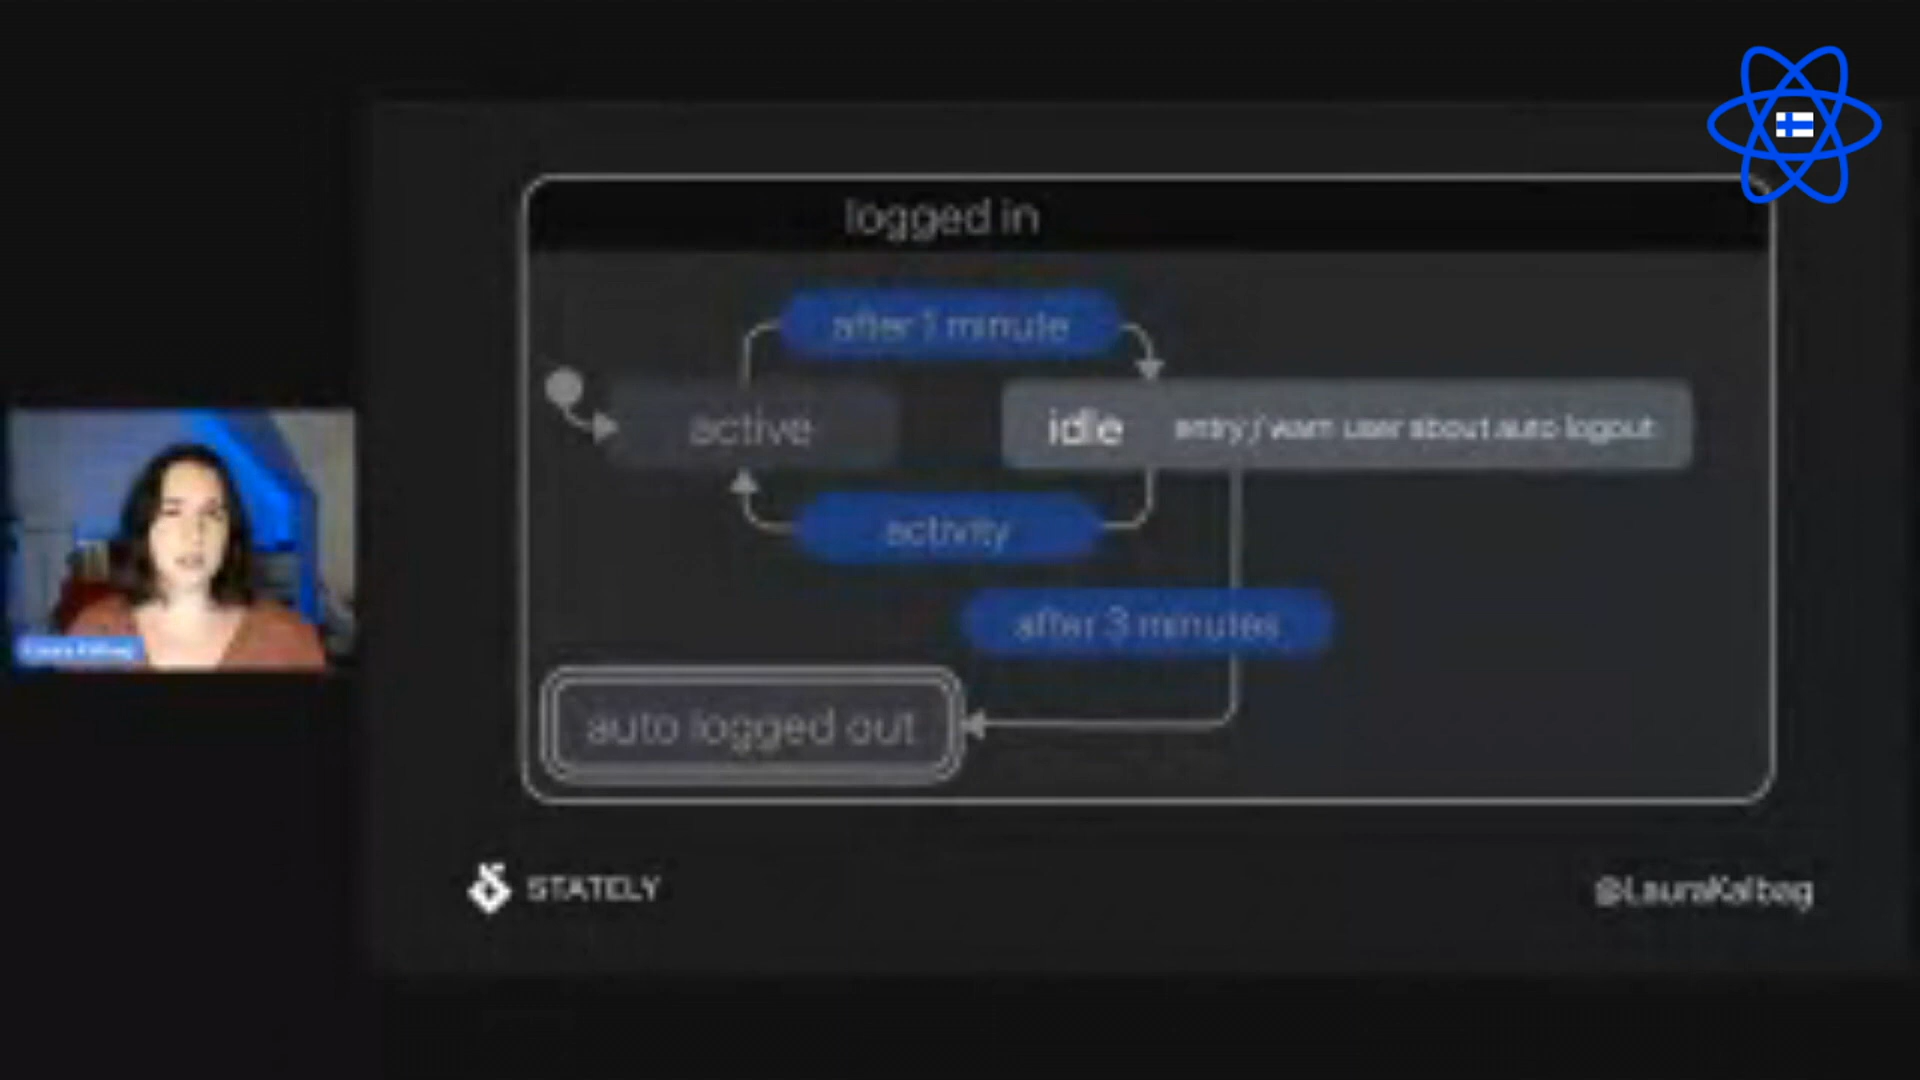 logged in
after 1 minute
active
idle entry / warn user about auto logout
activity
after 3 minutes
auto logged out
STATELY
@LauraKalbag